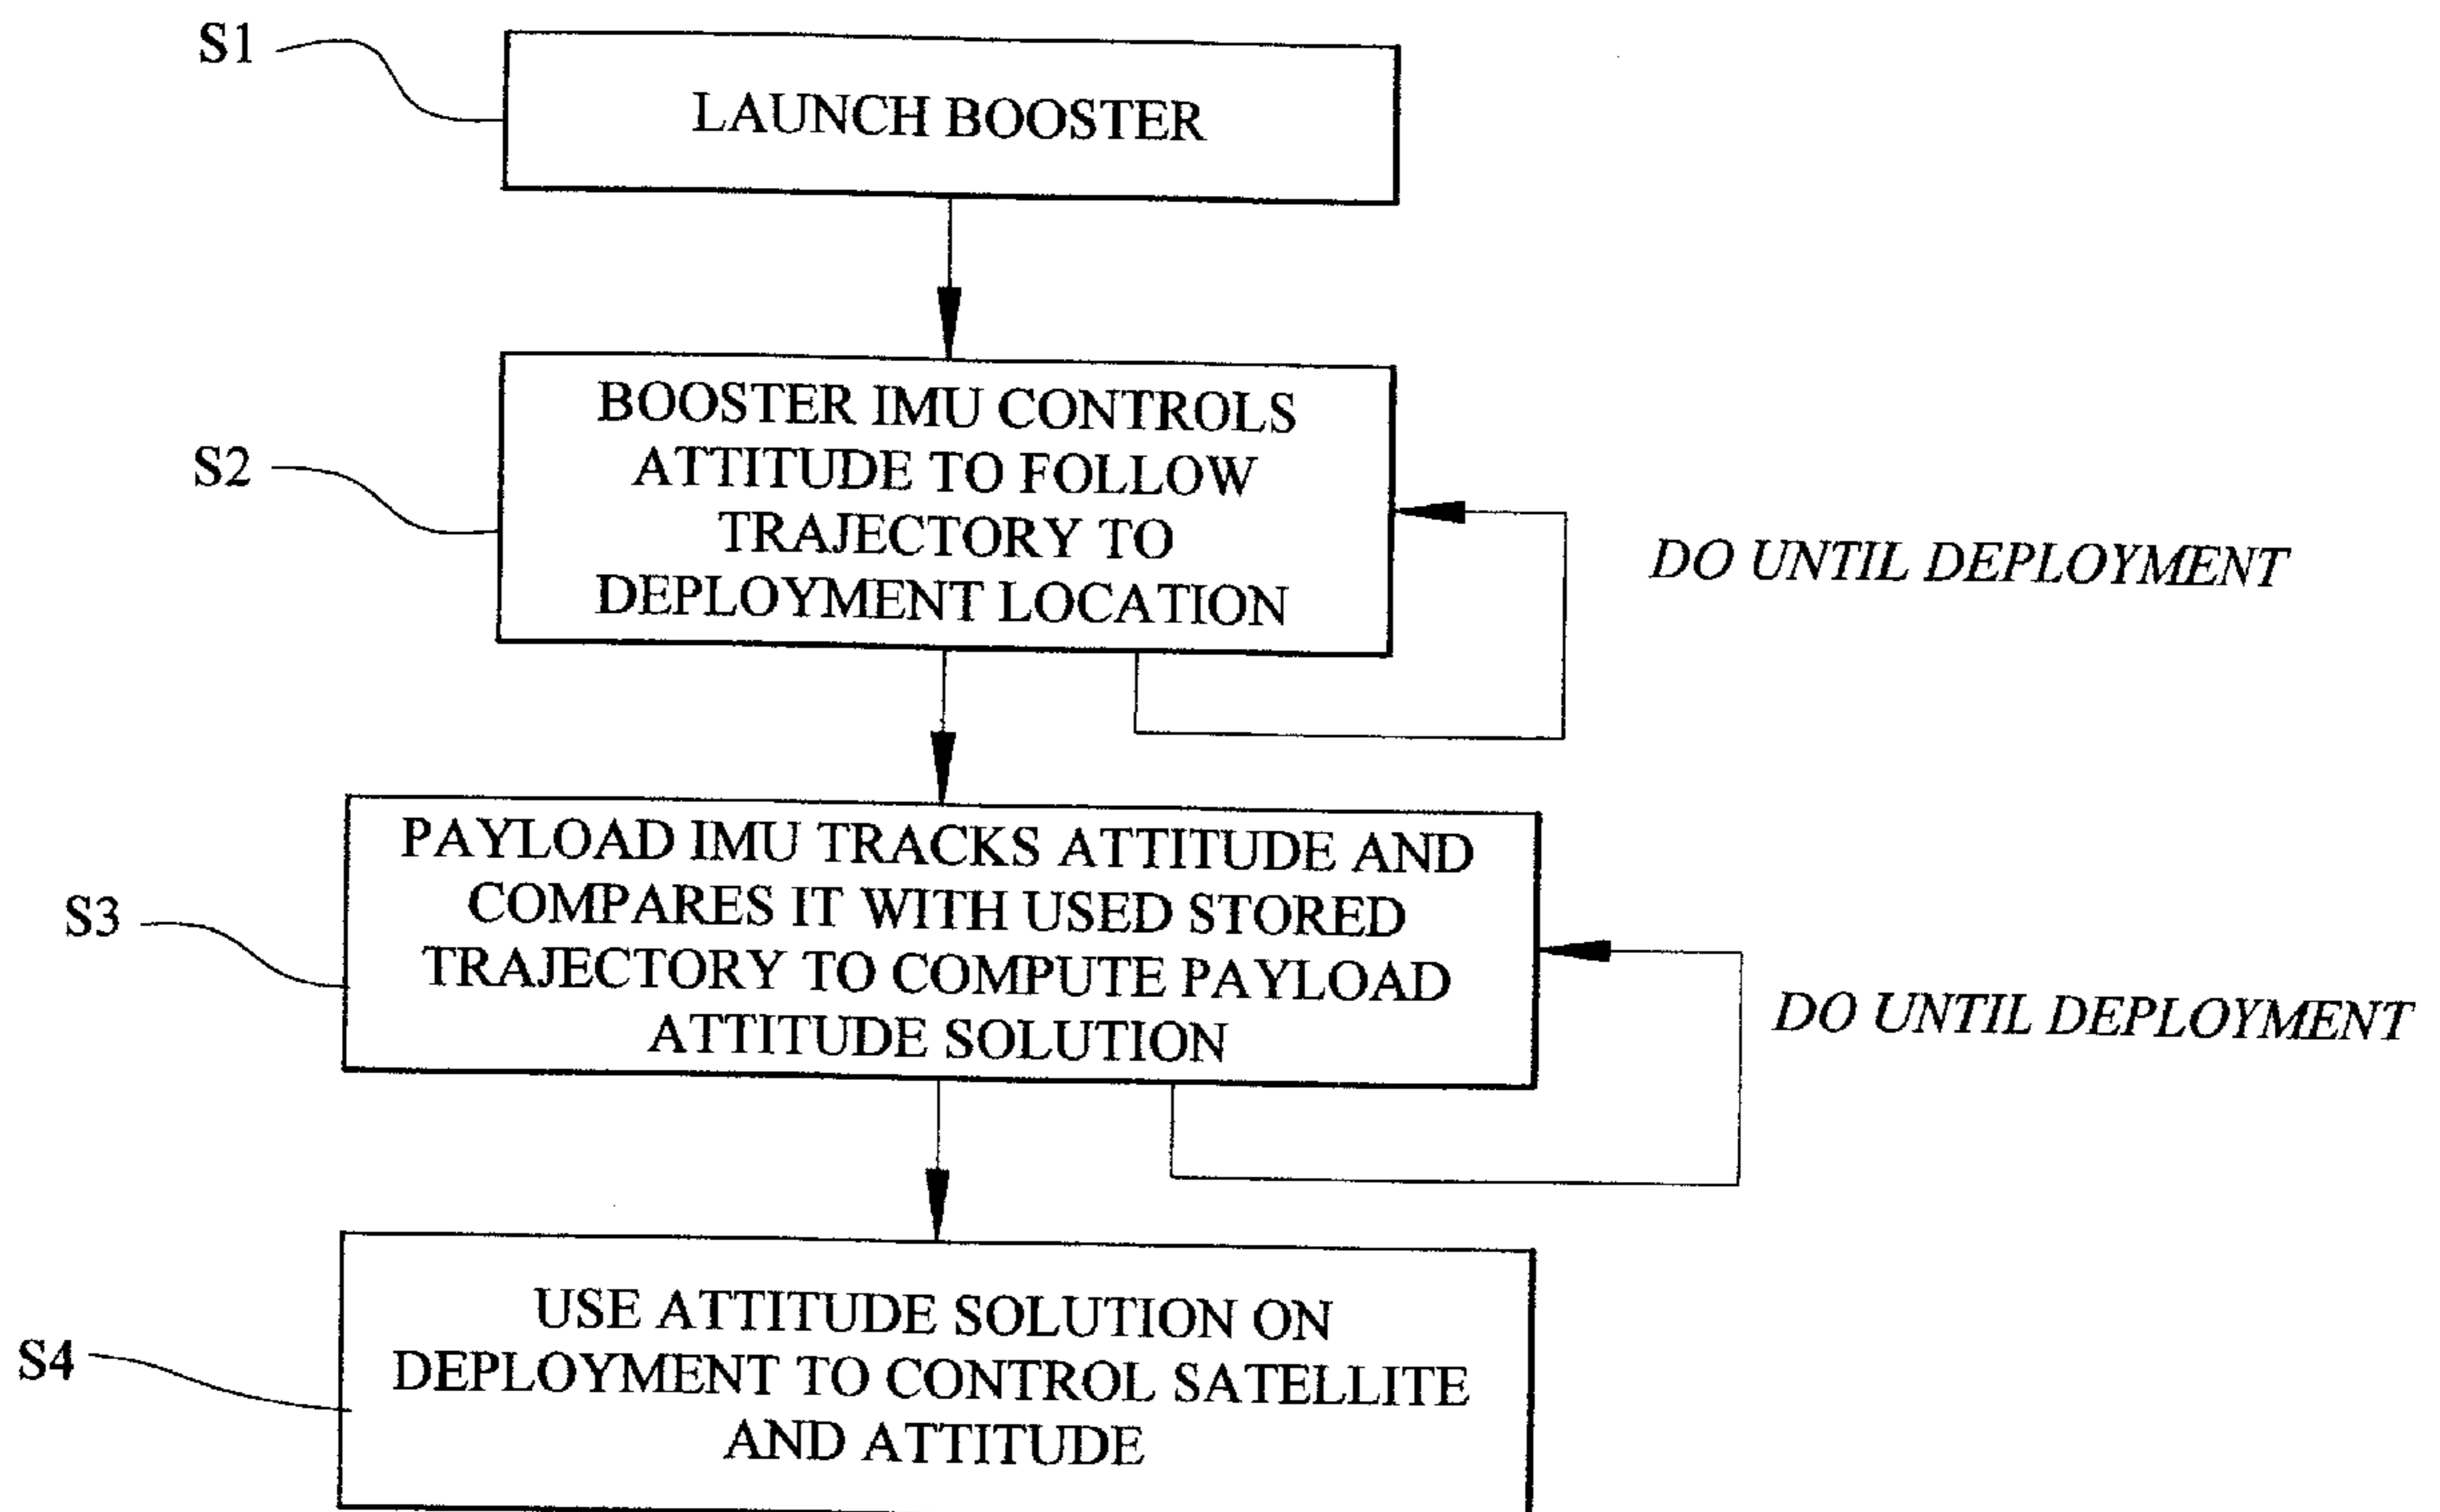 S1
LAUNCH BOOSTER
S2
BOOSTER IMU CONTROLS
ATTITUDE TO FOLLOW
TRAJECTORY TO
DEPLOYMENT LOCATION
DO UNTIL DEPLOYMENT
S3
PAYLOAD IMU TRACKS ATTITUDE AND
COMPARES IT WITH USED STORED
TRAJECTORY TO COMPUTE PAYLOAD
ATTITUDE SOLUTION
DO UNTIL DEPLOYMENT
S4
USE ATTITUDE SOLUTION ON
DEPLOYMENT TO CONTROL SATELLITE
AND ATTITUDE